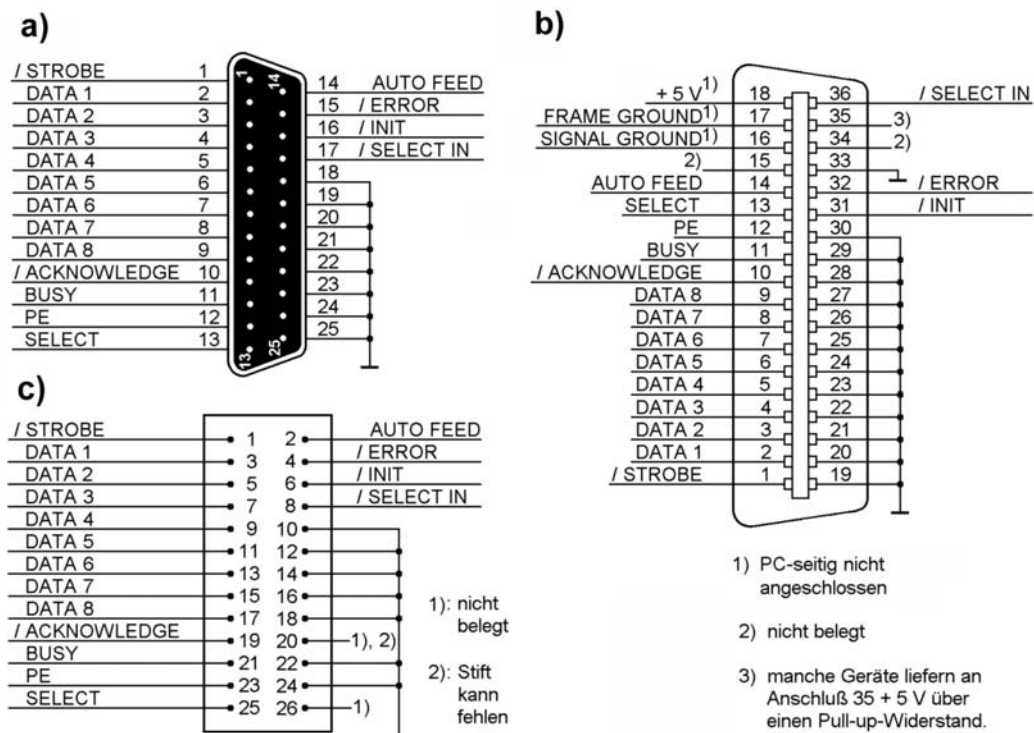 a)
/ STROBE 1
DATA 1 2
DATA 2 3
DATA 3 4
DATA 4 5
DATA 5 6
DATA 6 7
DATA 7 8
DATA 8 9
/ ACKNOWLEDGE 10
BUSY 11
PE 12
SELECT 13
1
14
13
25
14 AUTO FEED
15 / ERROR
16 / INIT
17 / SELECT IN
18
19
20
21
22
23
24
25
b)
+ 5 V 1) 18 36 / SELECT IN
FRAME GROUND 1) 17 35 3)
SIGNAL GROUND 1) 16 34 2)
2) 15 33
AUTO FEED 14 32 / ERROR
SELECT 13 31 / INIT
PE 12 30
BUSY 11 29
/ ACKNOWLEDGE 10 28
DATA 8 9 27
DATA 7 8 26
DATA 6 7 25
DATA 5 6 24
DATA 4 5 23
DATA 3 4 22
DATA 2 3 21
DATA 1 2 20
/ STROBE 1 19
1) PC-seitig nicht
angeschlossen
2) nicht belegt
3) manche Geräte liefern an
Anschluß 35 + 5 V über
einen Pull-up-Widerstand.
c)
/ STROBE 1 2 AUTO FEED
DATA 1 3 4 / ERROR
DATA 2 5 6 / INIT
DATA 3 7 8 / SELECT IN
DATA 4 9 10
DATA 5 11 12
DATA 6 13 14
DATA 7 15 16
DATA 8 17 18
/ ACKNOWLEDGE 19 20 1), 2)
BUSY 21 22
PE 23 24
SELECT 25 26 1)
1): nicht
belegt
2): Stift
kann
fehlen